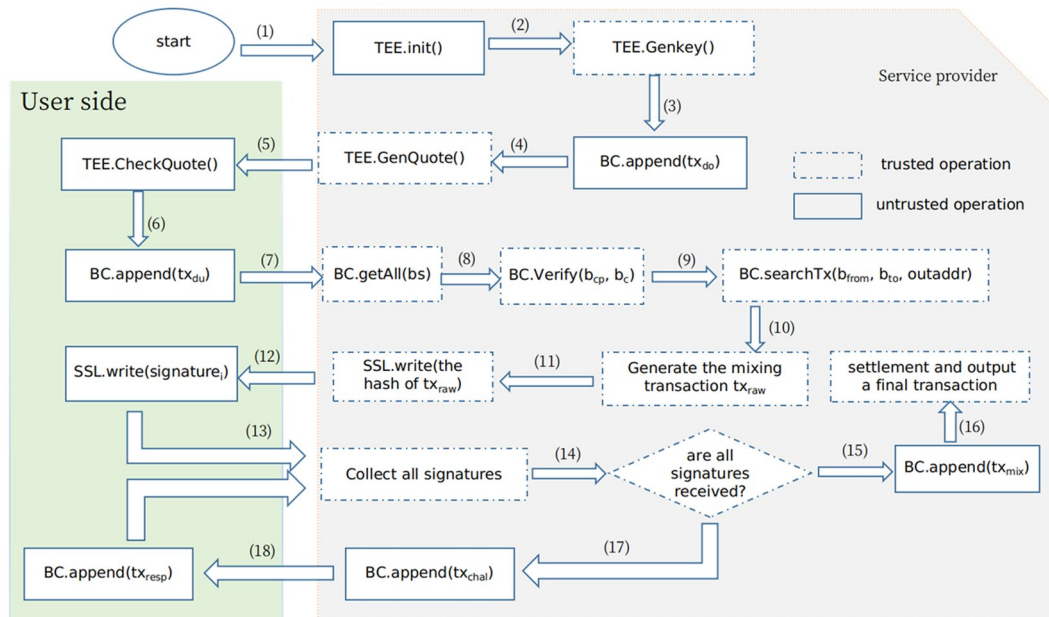 start
(1)
TEE.init()
(2)
TEE.Genkey()
Service provider
User side
(3)
TEE.CheckQuote()
(5)
TEE.GenQuote()
(4)
BC.append(tx_do)
trusted operation
untrusted operation
(6)
BC.append(tx_du)
(7)
BC.getAll(bs)
(8)
BC.Verify(b_cp, b_c)
(9)
BC.searchTx(b_from, b_to, outaddr)
(10)
SSL.write(signature_i)
(12)
SSL.write(the
hash of tx_raw)
(11)
Generate the mixing
transaction tx_raw
settlement and output
a final transaction
(13)
(16)
Collect all signatures
(14)
are all
signatures
received?
(15)
BC.append(tx_mix)
(17)
BC.append(tx_resp)
(18)
BC.append(tx_chal)